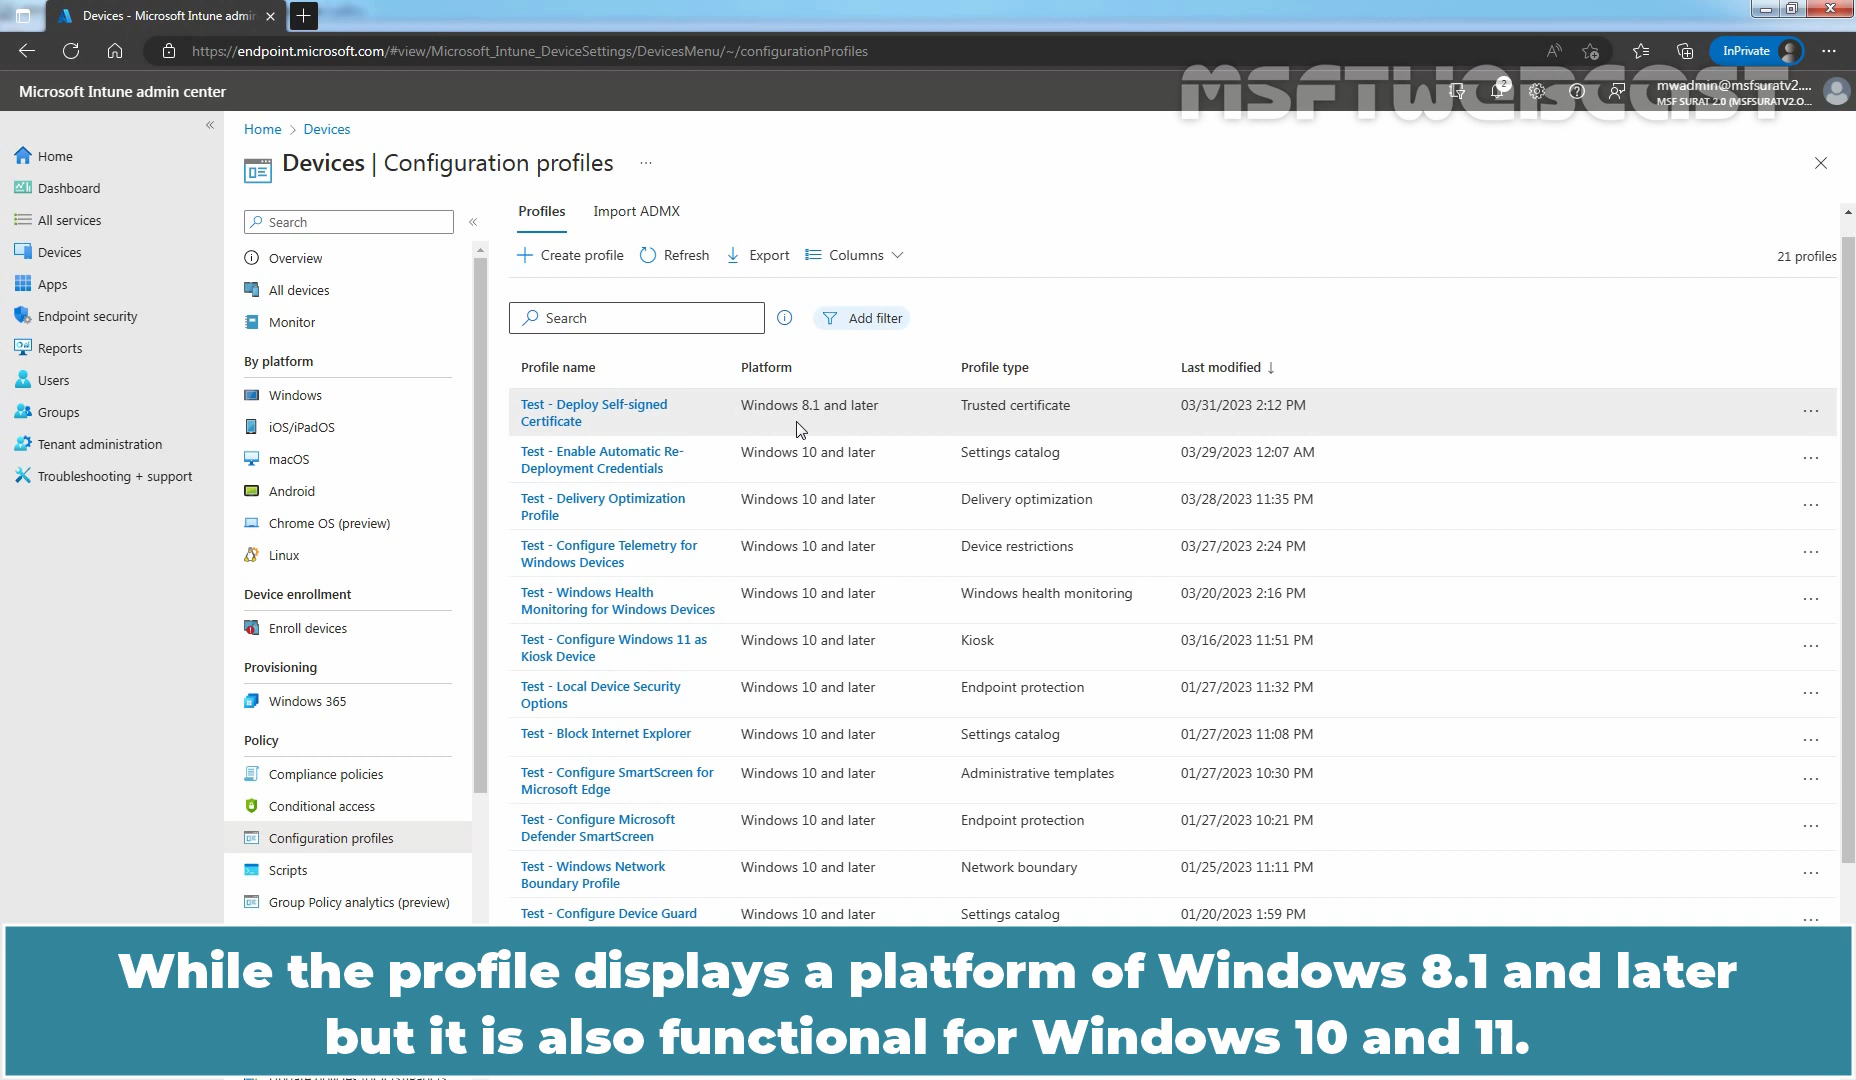 Devices - Microsoft Intune admin
https://endpoint.microsoft.com/#view/Microsoft_Intune_DeviceSettings/DevicesMenu/~/configurationProfiles
InPrivate
Microsoft Intune admin center
MSFTWEBCAST
2
mwadmin@msfsuratv2....
MSF SURAT 2.0 (MSFSURATV2.O...
Home > Devices
Devices | Configuration profiles ...
Home
Dashboard
All services
Devices
Apps
Endpoint security
Reports
Users
Groups
Tenant administration
Troubleshooting + support
Search
Overview
All devices
Monitor
By platform
Windows
iOS/iPadOS
macOS
Android
Chrome OS (preview)
Linux
Device enrollment
Enroll devices
Provisioning
Windows 365
Policy
Compliance policies
Conditional access
Configuration profiles
Scripts
Group Policy analytics (preview)
Profiles Import ADMX
Create profile Refresh Export Columns
21 profiles
Search
Add filter
Profile name Platform Profile type Last modified ↓
Test - Deploy Self-signed Windows 8.1 and later Trusted certificate 03/31/2023 2:12 PM ...
Certificate
Test - Enable Automatic Re- Windows 10 and later Settings catalog 03/29/2023 12:07 AM ...
Deployment Credentials
Test - Delivery Optimization Windows 10 and later Delivery optimization 03/28/2023 11:35 PM ...
Profile
Test - Configure Telemetry for Windows 10 and later Device restrictions 03/27/2023 2:24 PM ...
Windows Devices
Test - Windows Health Windows 10 and later Windows health monitoring 03/20/2023 2:16 PM ...
Monitoring for Windows Devices
Test - Configure Windows 11 as Windows 10 and later Kiosk 03/16/2023 11:51 PM ...
Kiosk Device
Test - Local Device Security Windows 10 and later Endpoint protection 01/27/2023 11:32 PM ...
Options
Test - Block Internet Explorer Windows 10 and later Settings catalog 01/27/2023 11:08 PM ...
Test - Configure SmartScreen for Windows 10 and later Administrative templates 01/27/2023 10:30 PM ...
Microsoft Edge
Test - Configure Microsoft Windows 10 and later Endpoint protection 01/27/2023 10:21 PM ...
Defender SmartScreen
Test - Windows Network Windows 10 and later Network boundary 01/25/2023 11:11 PM ...
Boundary Profile
Test - Configure Device Guard Windows 10 and later Settings catalog 01/20/2023 1:59 PM ...
While the profile displays a platform of Windows 8.1 and later
but it is also functional for Windows 10 and 11.